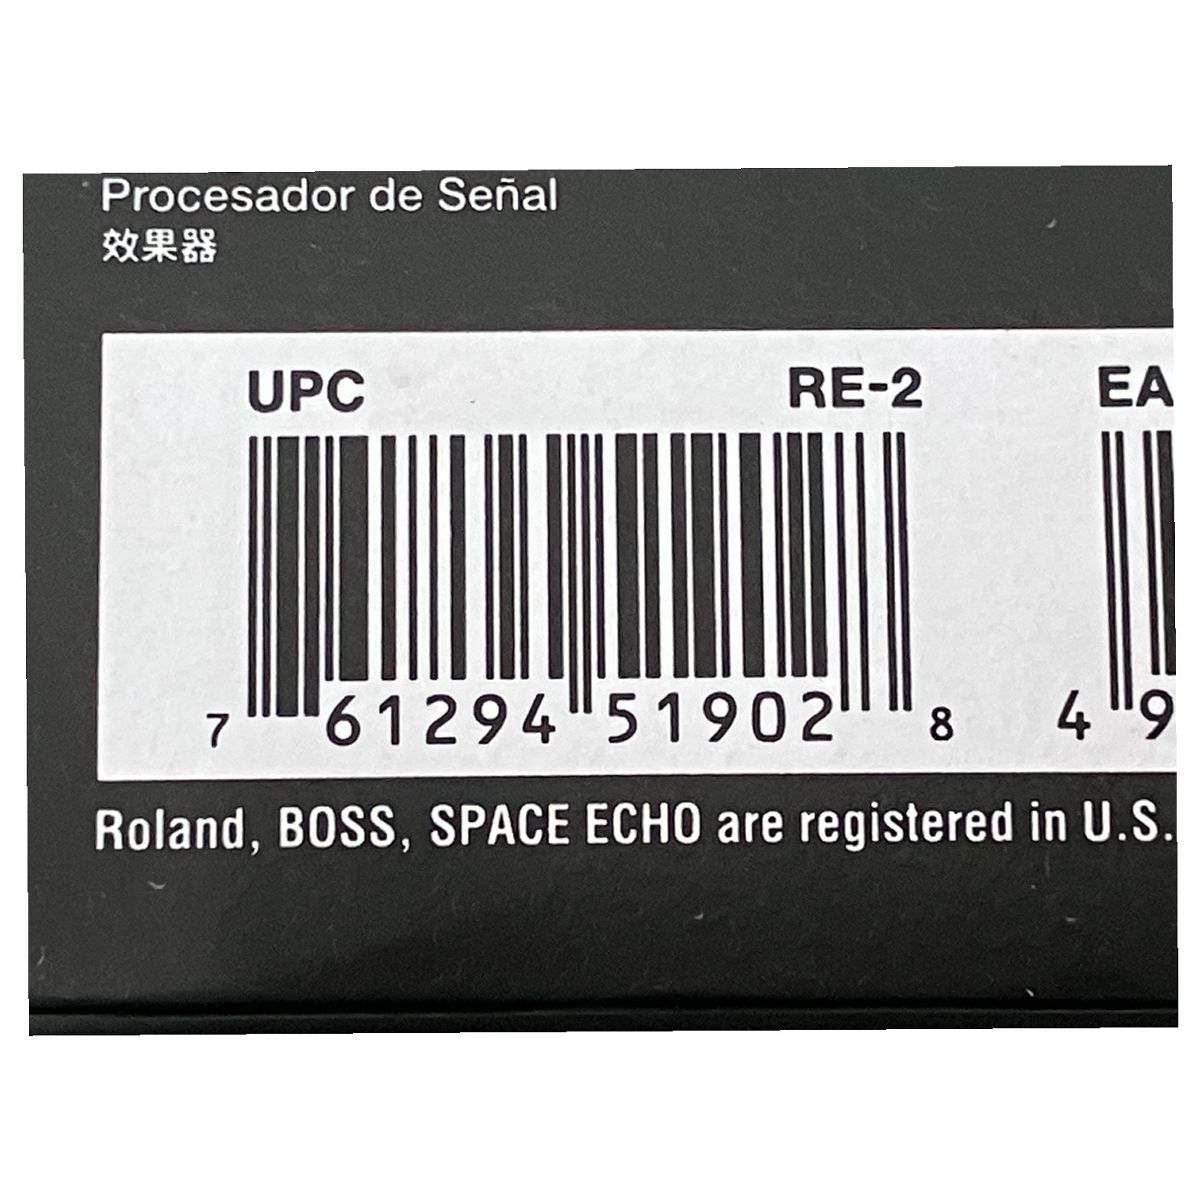 Procesador de Señal
效果器
UPC RE-2 EA
7 61294 51902 8 4 9
Roland, BOSS, SPACE ECHO are registered in U.S.